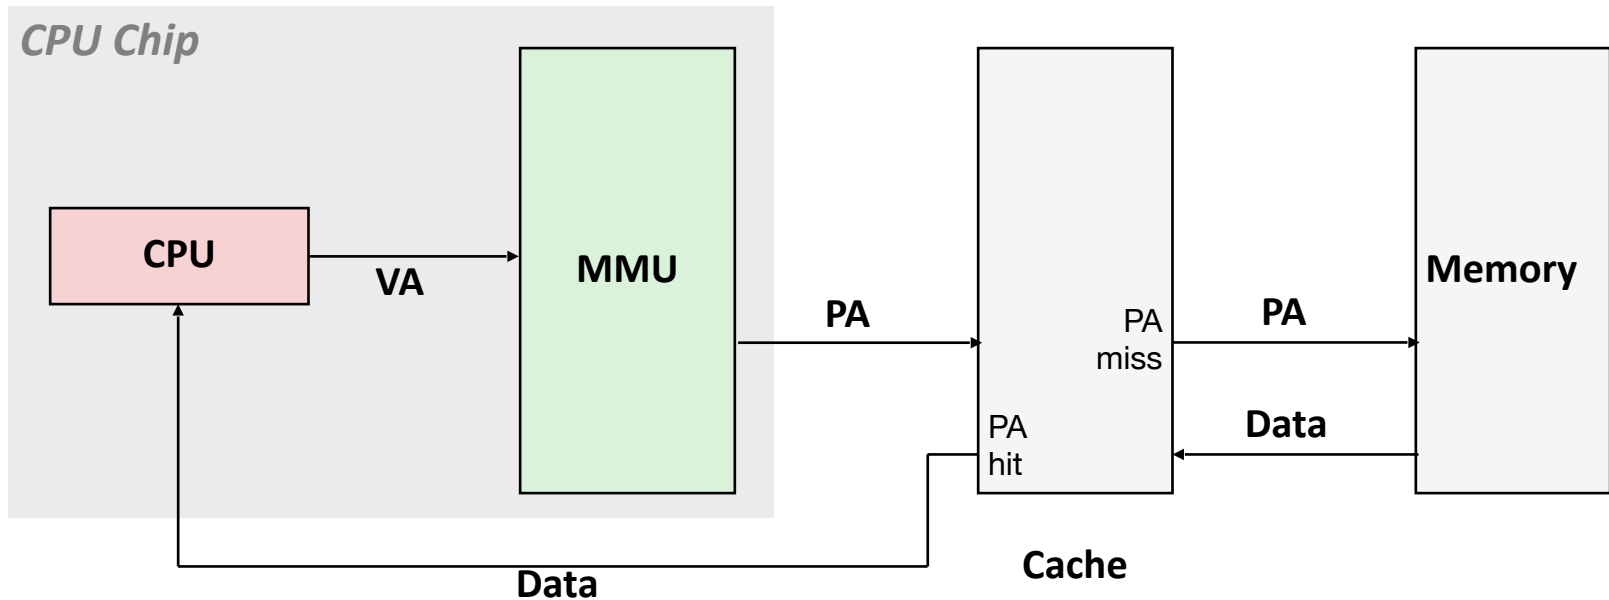 CPU Chip
CPU
VA
MMU
PA
PA
miss
PA
hit
PA
Data
Memory
Cache
Data